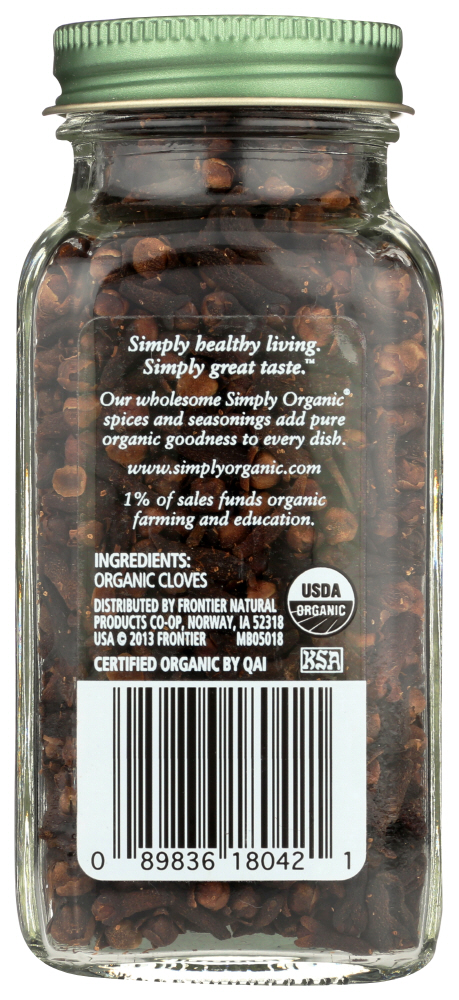 Simply healthy living.
Simply great taste.™
Our wholesome Simply Organic®
spices and seasonings add pure
organic goodness to every dish.
www.simplyorganic.com
1% of sales funds organic
farming and education.
INGREDIENTS:
ORGANIC CLOVES
DISTRIBUTED BY FRONTIER NATURAL
PRODUCTS CO-OP, NORWAY, IA 52318
USA © 2013 FRONTIER MB05018
CERTIFIED ORGANIC BY QAI
USDA
ORGANIC
KSA
0 89836 18042 1